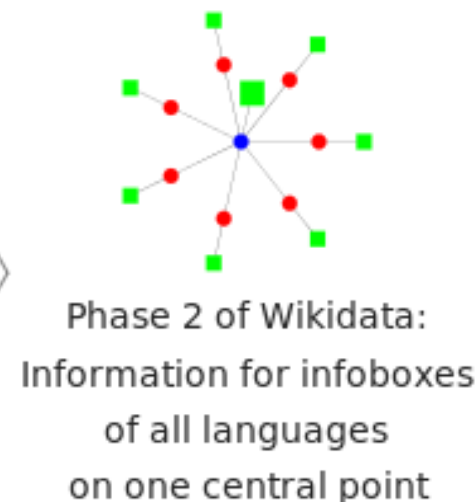 Phase 2 of Wikidata:
Information for infoboxes
of all languages
on one central point